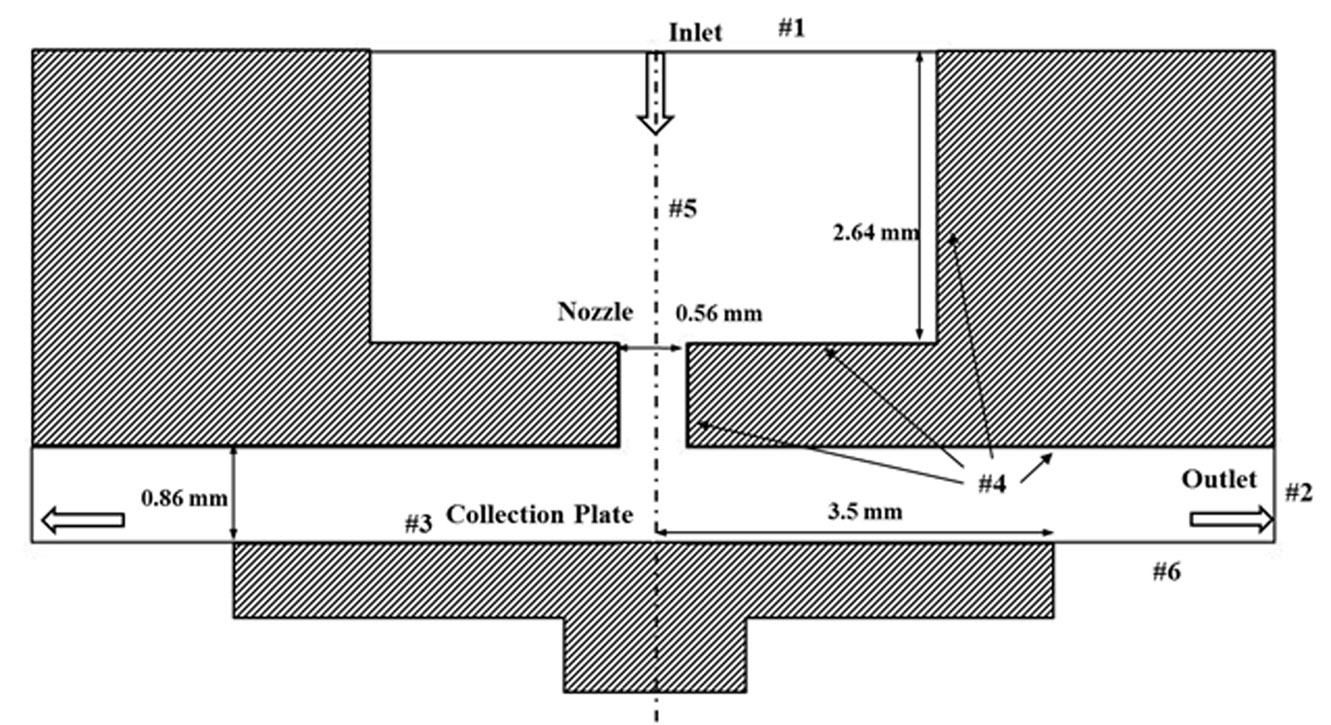 Inlet #1
#5
2.64 mm
Nozzle 0.56 mm
#4
Outlet #2
0.86 mm
#3 Collection Plate
3.5 mm
#6